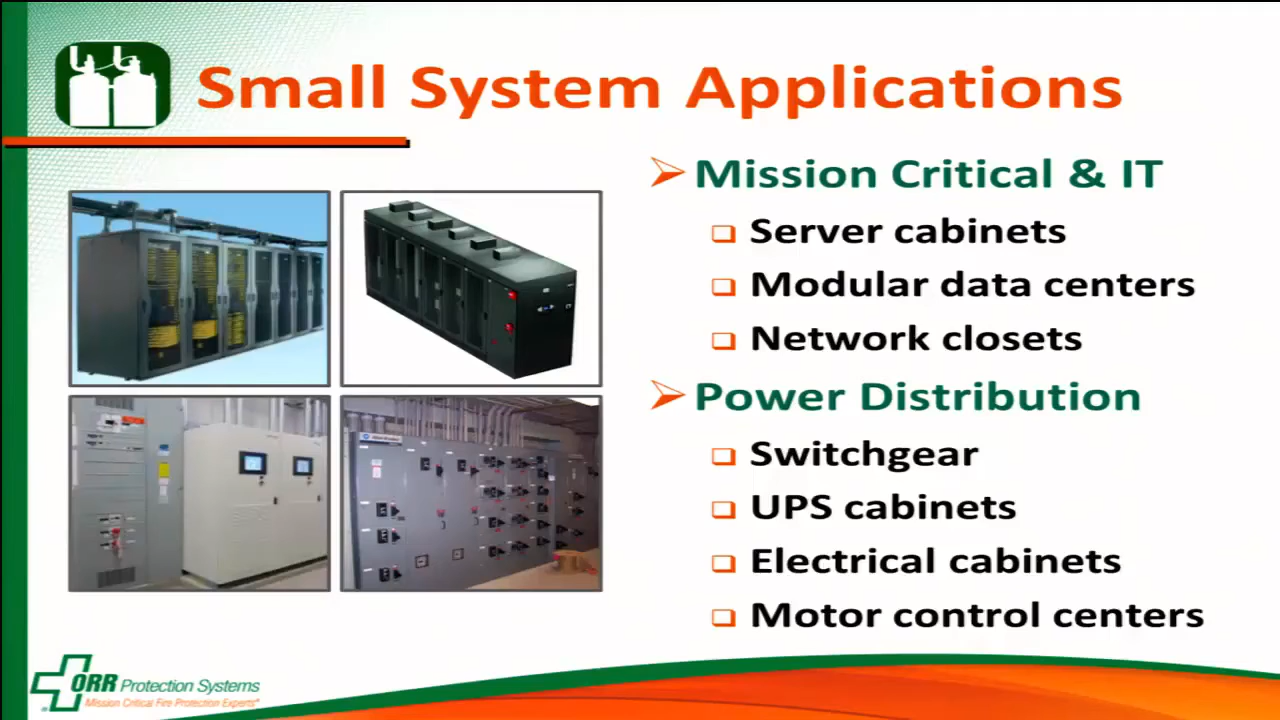 Small System Applications
Mission Critical & IT
Server cabinets
Modular data centers
Network closets
Power Distribution
Switchgear
UPS cabinets
Electrical cabinets
Motor control centers
ORR Protection Systems
Mission Critical Fire Protection Experts